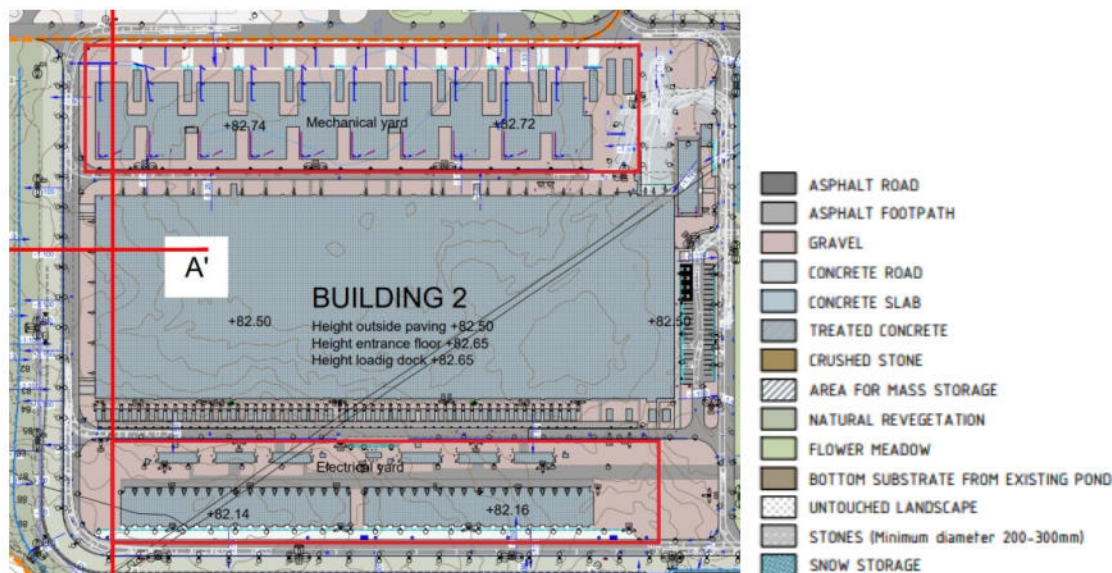 +82.74
Mechanical yard
+82.72
A'
BUILDING 2
+82.50
Height outside paving +82.50
+82.50
Height entrance floor +82.65
Height loadig dock +82.65
Electrical yard
+82.14
+82.16
ASPHALT ROAD
ASPHALT FOOTPATH
GRAVEL
CONCRETE ROAD
CONCRETE SLAB
TREATED CONCRETE
CRUSHED STONE
AREA FOR MASS STORAGE
NATURAL REVEGETATION
FLOWER MEADOW
BOTTOM SUBSTRATE FROM EXISTING POND
UNTOUCHED LANDSCAPE
STONES (Minimum diameter 200-300mm)
SNOW STORAGE